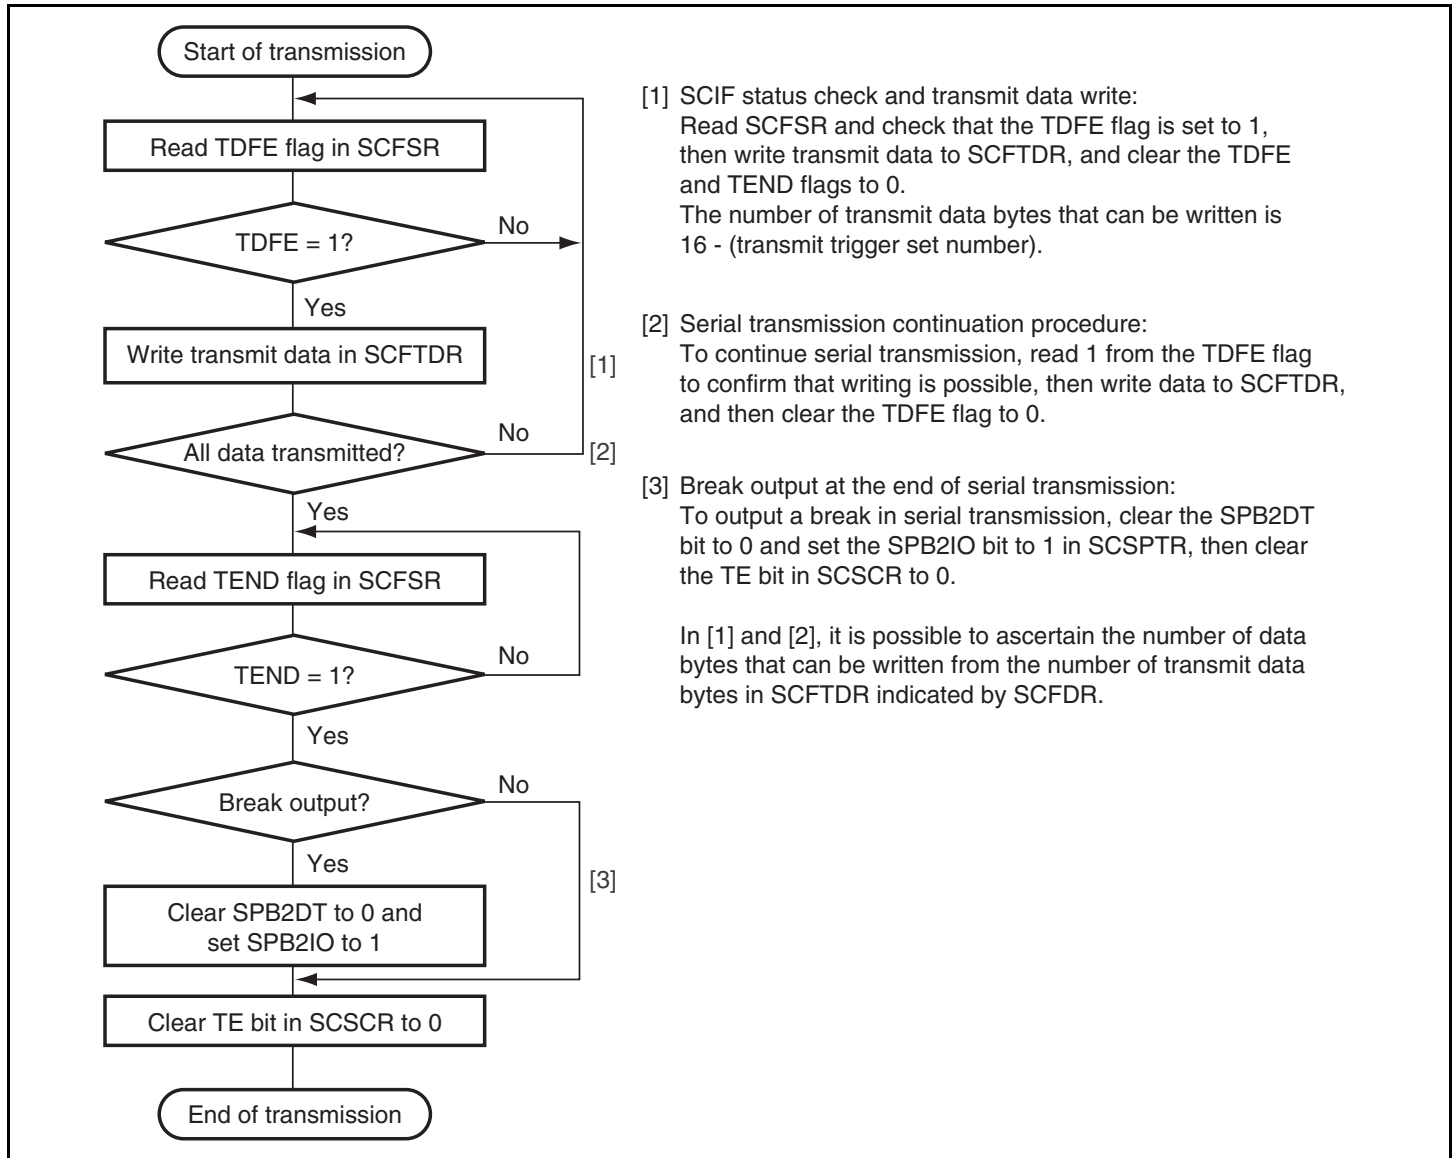 Start of transmission
Read TDFE flag in SCFSR
TDFE = 1?
No
Yes
Write transmit data in SCFTDR
[1]
All data transmitted?
No
[2]
Yes
Read TEND flag in SCFSR
TEND = 1?
No
Yes
Break output?
No
Yes
[3]
Clear SPB2DT to 0 and
set SPB2IO to 1
Clear TE bit in SCSCR to 0
End of transmission
[1] SCIF status check and transmit data write:
Read SCFSR and check that the TDFE flag is set to 1,
then write transmit data to SCFTDR, and clear the TDFE
and TEND flags to 0.
The number of transmit data bytes that can be written is
16 - (transmit trigger set number).
[2] Serial transmission continuation procedure:
To continue serial transmission, read 1 from the TDFE flag
to confirm that writing is possible, then write data to SCFTDR,
and then clear the TDFE flag to 0.
[3] Break output at the end of serial transmission:
To output a break in serial transmission, clear the SPB2DT
bit to 0 and set the SPB2IO bit to 1 in SCSPTR, then clear
the TE bit in SCSCR to 0.
In [1] and [2], it is possible to ascertain the number of data
bytes that can be written from the number of transmit data
bytes in SCFTDR indicated by SCFDR.